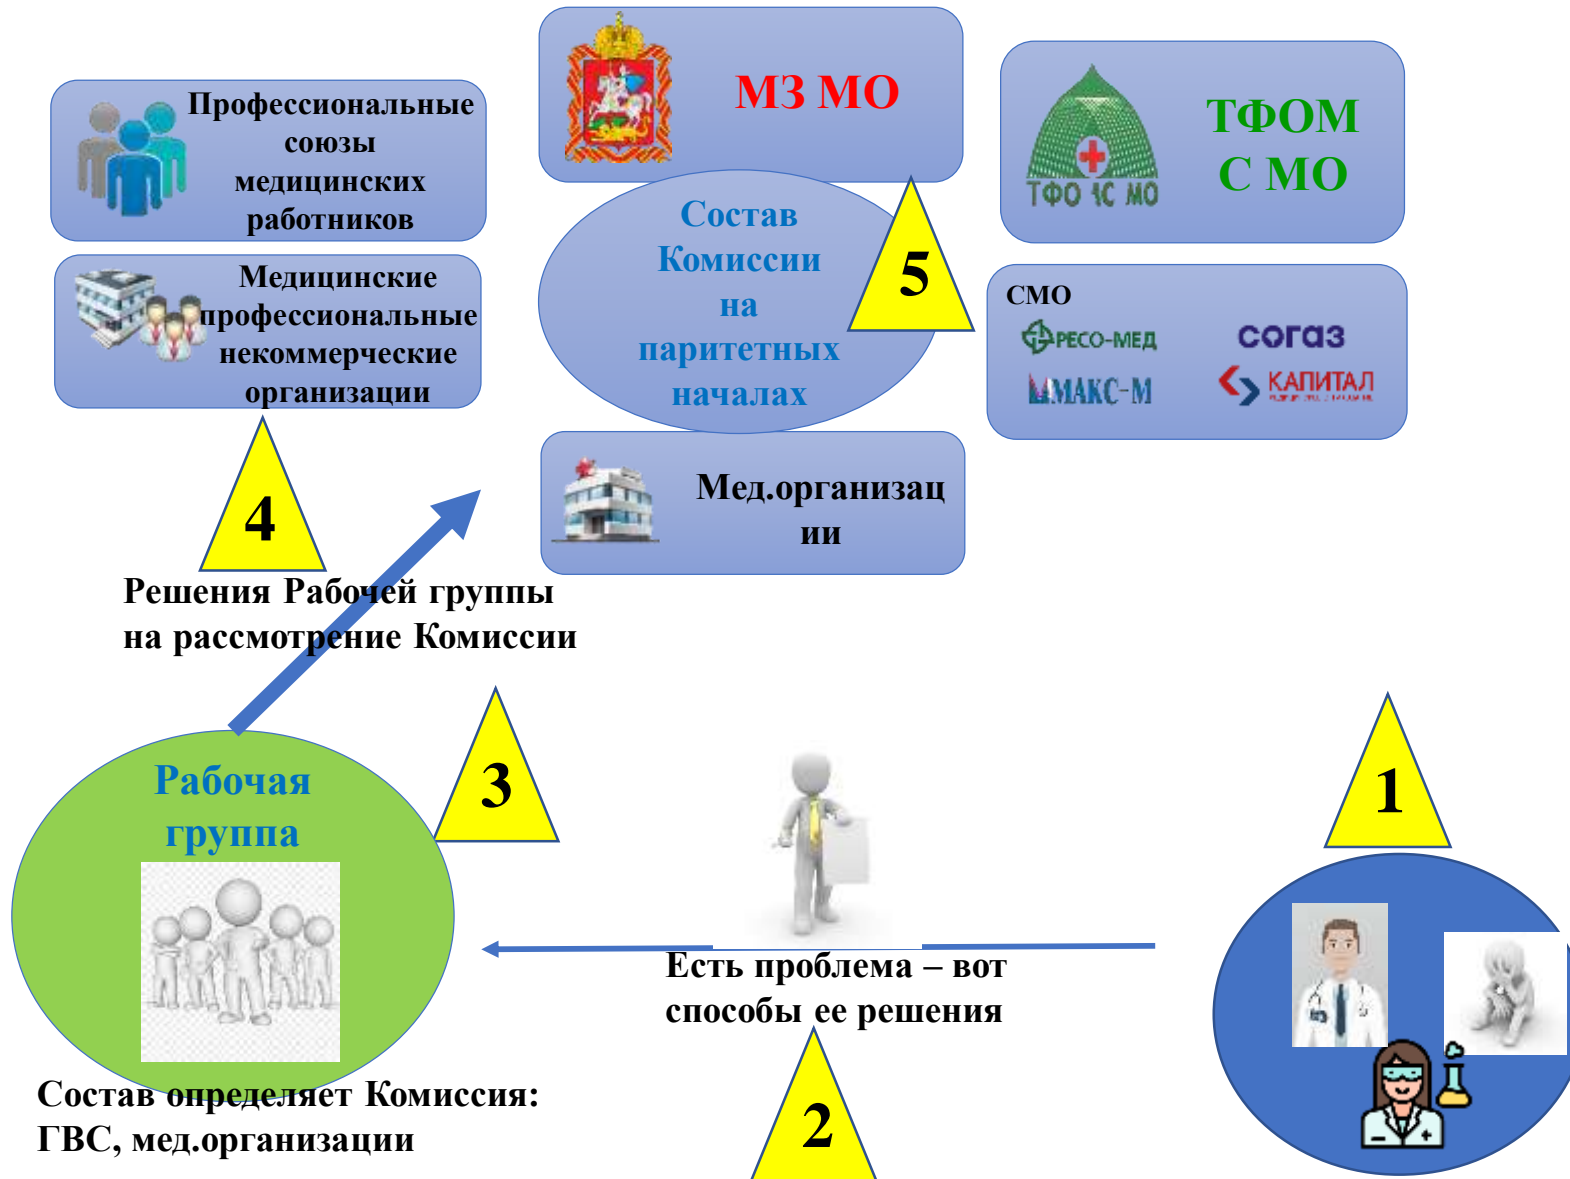 МЗ МО
Профессиональные
союзы
медицинских
работников
ТФОМ
С МО
ТФО
МО
Состав
Комиссии
на
паритетных
началах
5
Медицинские
профессиональные
некоммерческие
организации
СМО
РЕСО-МЕД
согаз
МАКС-М
КАПИТАЛ
4
Мед.организац
ии
Решения Рабочей группы
на рассмотрение Комиссии
3
1
Рабочая
группа
Есть проблема – вот
способы ее решения
2
Состав определяет Комиссия:
ГВС, мед.организации